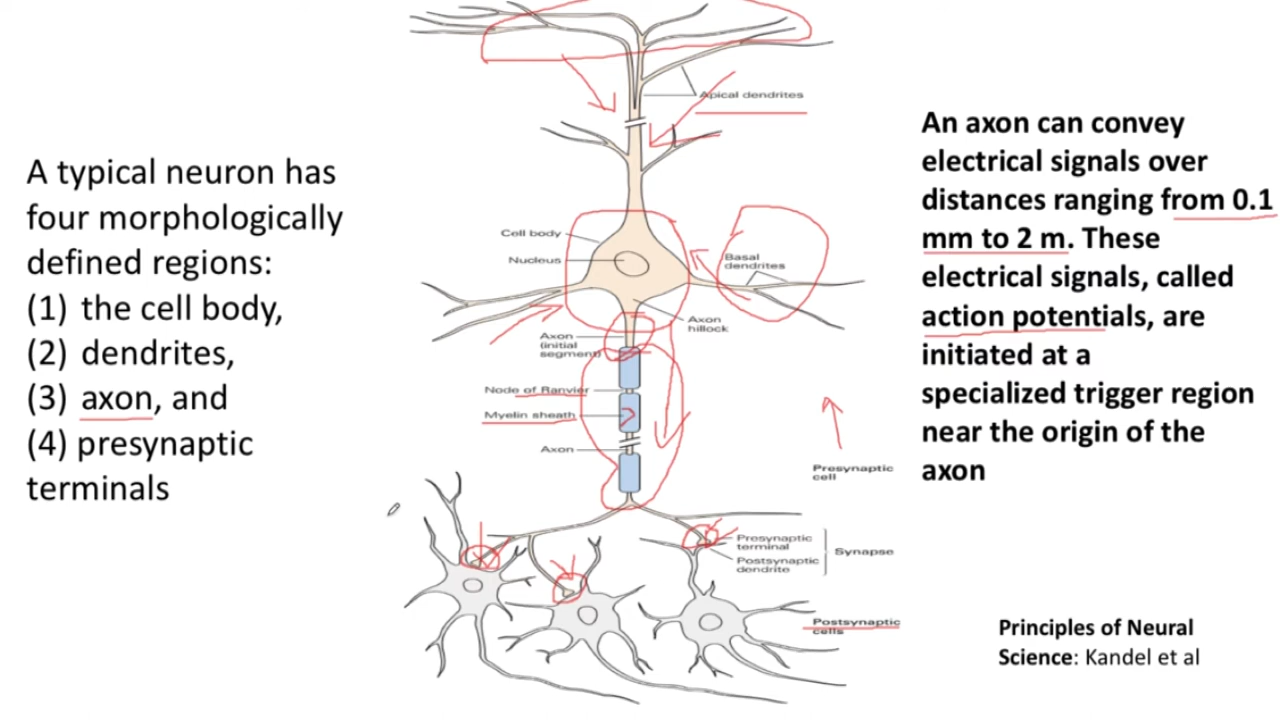 A typical neuron has
four morphologically
defined regions:
(1) the cell body,
(2) dendrites,
(3) axon, and
(4) presynaptic
terminals
Apical dendrites
Cell body
Nucleus
Basal
dendrites
Axon
hillock
Axon
(initial
segment)
Node of Ranvier
Myelin sheath
Axon
Presynaptic
cell
Presynaptic
terminal
Postsynaptic
dendrite
Synapse
Postsynaptic
cells
An axon can convey
electrical signals over
distances ranging from 0.1
mm to 2 m. These
electrical signals, called
action potentials, are
initiated at a
specialized trigger region
near the origin of the
axon
Principles of Neural
Science: Kandel et al